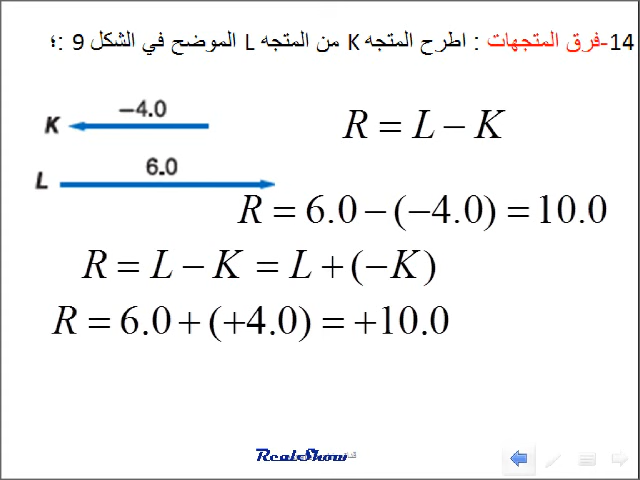 14-فرق المتجهات : اطرح المتجه K من المتجه L الموضح في الشكل 9 :؟
K −4.0
R = L − K
L 6.0
R = 6.0 − (−4.0) = 10.0
R = L − K = L + (−K)
R = 6.0 + (+4.0) = +10.0
RealShow